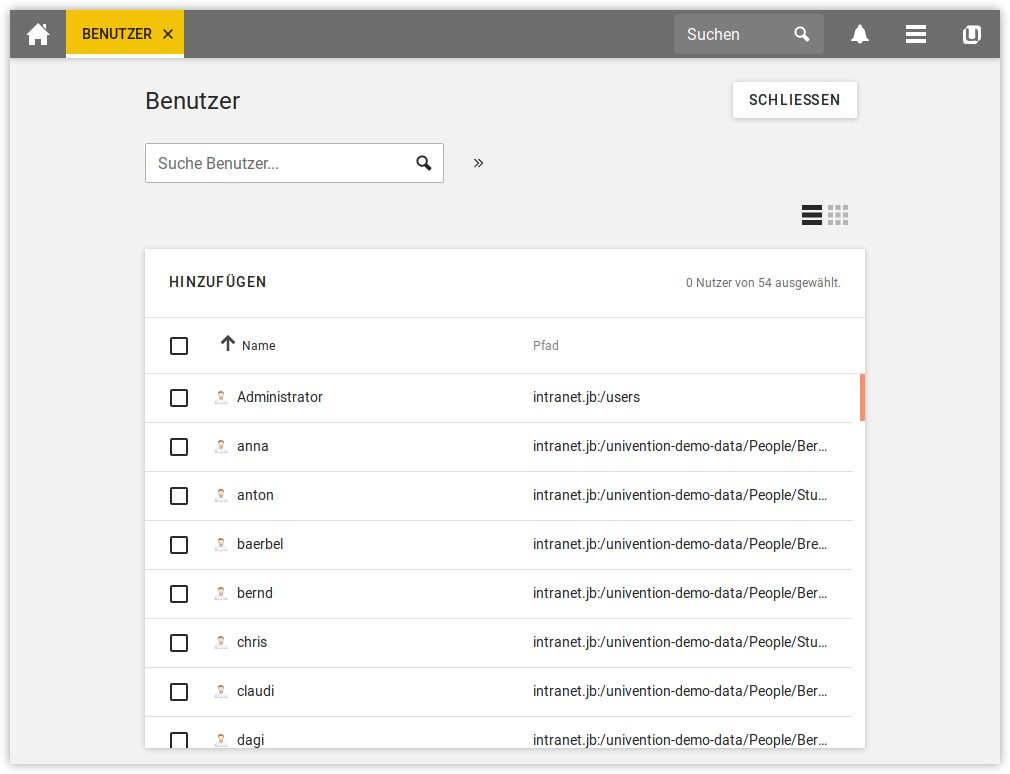 BENUTZER
Suchen
Benutzer
SCHLIESSEN
Suche Benutzer...
HINZUFÜGEN
0 Nutzer von 54 ausgewählt.
Name Pfad
Administrator intranet.jb:/users
anna intranet.jb:/univention-demo-data/People/Ber...
anton intranet.jb:/univention-demo-data/People/Stu...
baerbel intranet.jb:/univention-demo-data/People/Bre...
bernd intranet.jb:/univention-demo-data/People/Ber...
chris intranet.jb:/univention-demo-data/People/Stu...
claudi intranet.jb:/univention-demo-data/People/Ber...
dagi intranet.jb:/univention-demo-data/People/Ber...